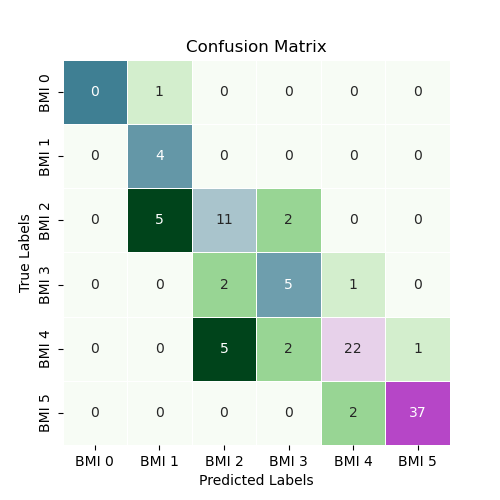 Confusion Matrix
BMI 0 0 1 0 0 0 0
BMI 1 0 4 0 0 0 0
BMI 2 0 5 11 2 0 0
BMI 3 0 0 2 5 1 0
BMI 4 0 0 5 2 22 1
BMI 5 0 0 0 0 2 37
True Labels
BMI 0 BMI 1 BMI 2 BMI 3 BMI 4 BMI 5
Predicted Labels